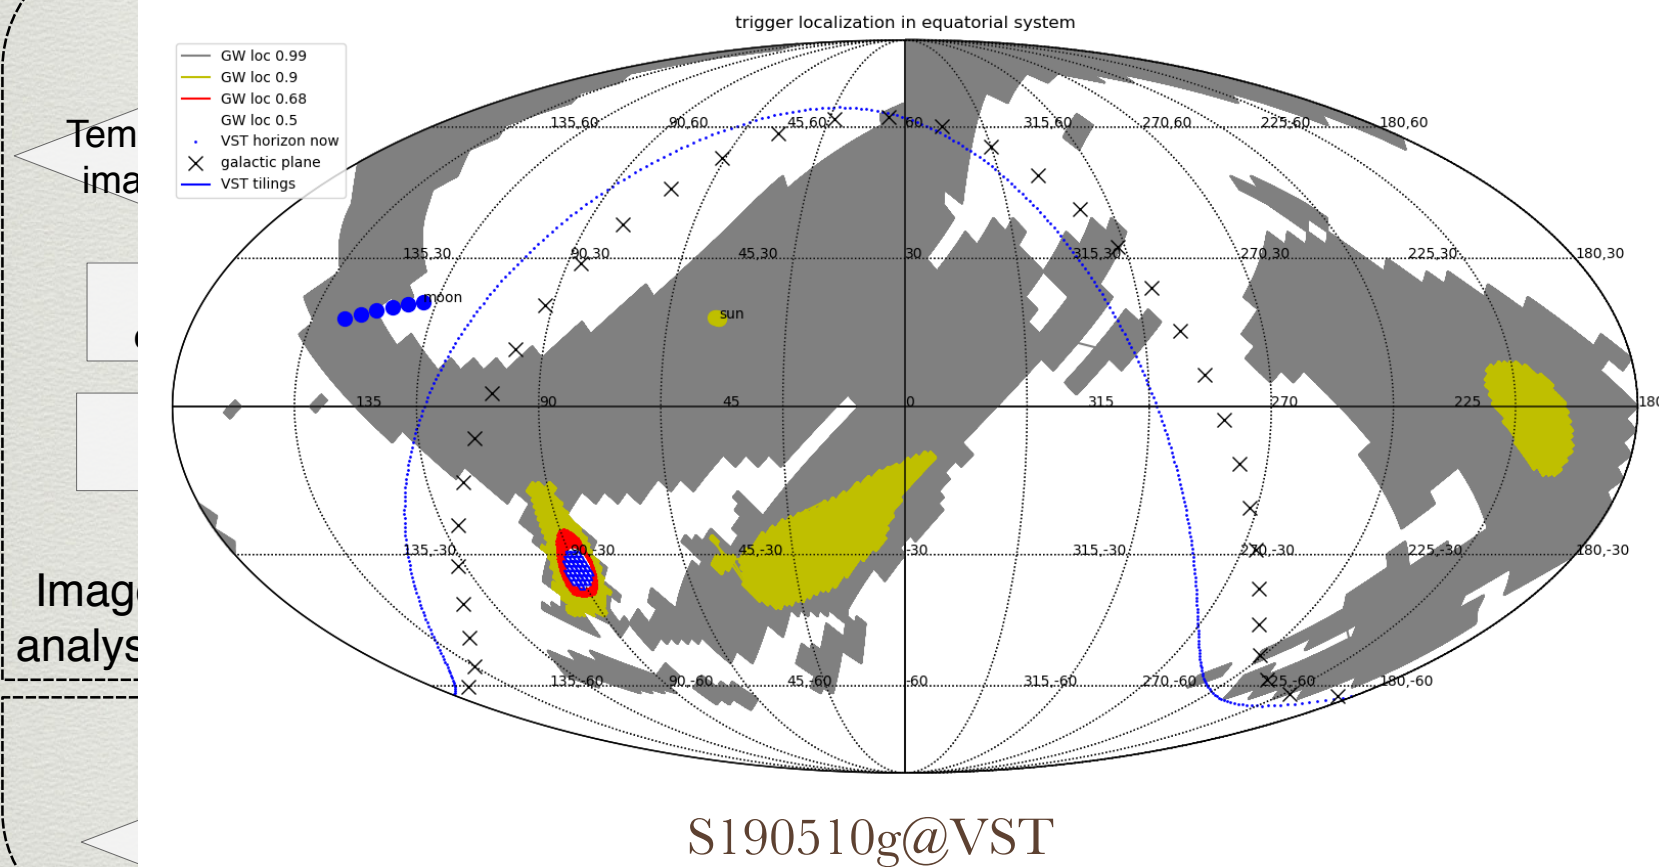 trigger localization in equatorial system
GW loc 0.99
GW loc 0.9
GW loc 0.68
GW loc 0.5
VST horizon now
galactic plane
VST tilings
135,60 90,60 45,60 60 315,60 270,60 225,60 180,60
135,30 90,30 45,30 30 315,30 270,30 225,30 180,30
moon
sun
135 90 45 0 315 270 225 180
135,-30 90,-30 45,-30 -30 315,-30 270,-30 225,-30 180,-30
135,-60 90,-60 45,-60 -60 315,-60 270,-60 225,-60 180,-60
S190510g@VST
Tem
ima
Imag
analys